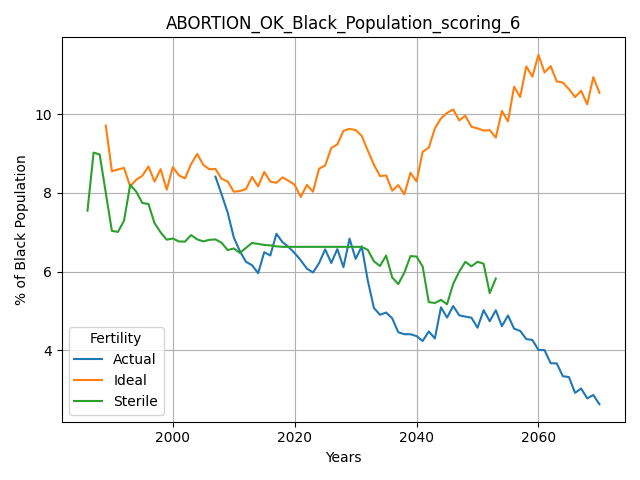 ABORTION_OK_Black_Population_scoring_6
% of Black Population
10
8
6
4
Fertility
Actual
Ideal
Sterile
2000
2020
2040
2060
Years